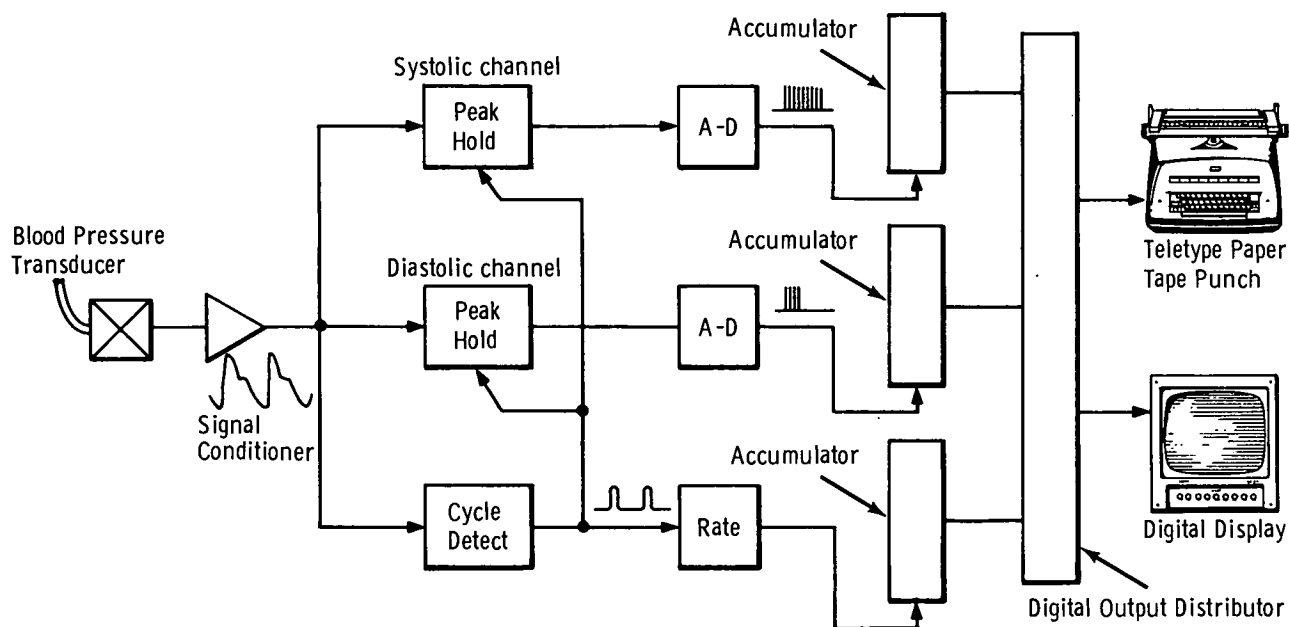 Accumulator
Systolic channel
Peak
Hold
A-D
Teletype Paper
Tape Punch
Blood Pressure
Transducer
Accumulator
Diastolic channel
Peak
Hold
A-D
Signal
Conditioner
Accumulator
Cycle
Detect
Rate
Digital Display
Digital Output Distributor